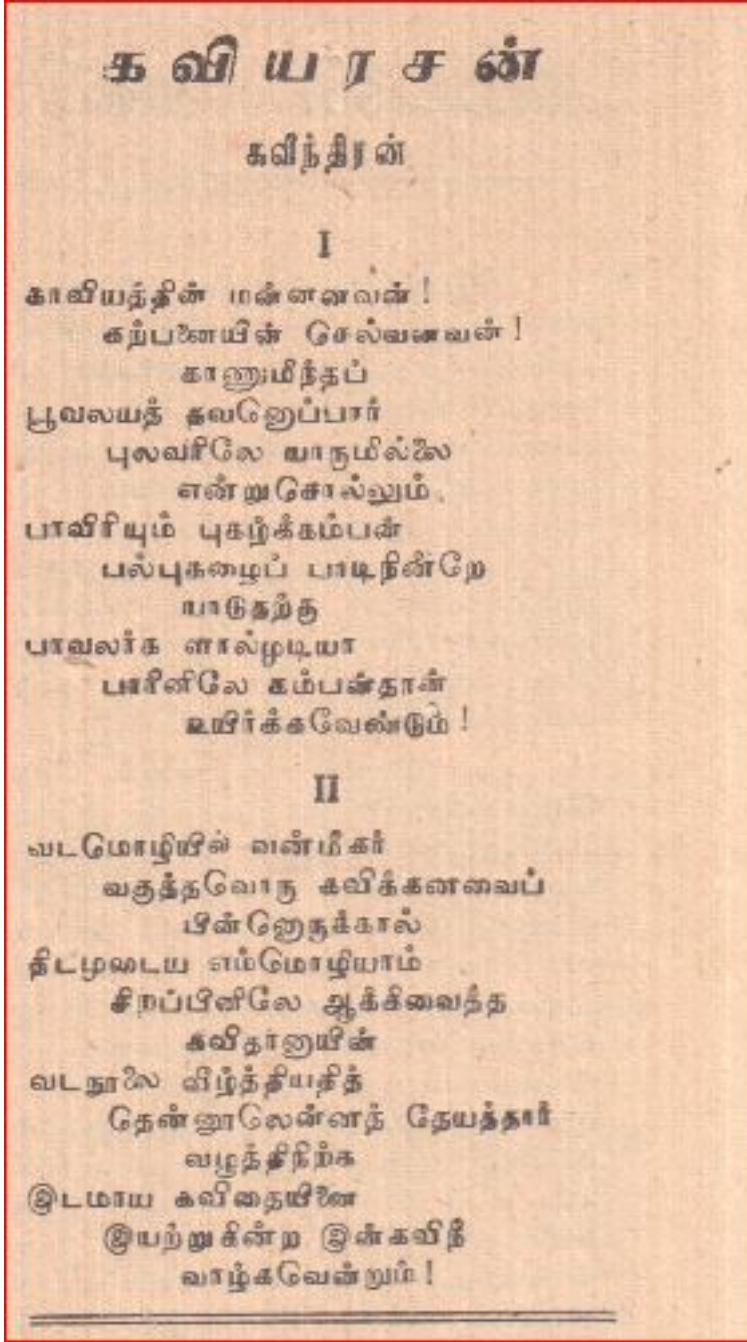 கவியரசன்
கவீந்திரன்
I
காவியத்தின் மன்னனவன் !
கற்பனையின் செல்வனவன் !
காணுமிந்தப்
பூவலயத் தவனொப்பார்
புலவரிலே யாருமில்லை
என்றுசொல்லும்
பாவிரியும் புகழ்க்கம்பன்
பல்புகழைப் பாடிநின்றே
யாடுதற்கு
பாவலர்க ளால்முடியா
பாரினிலே கம்பன்தான்
உயிர்க்கவேண்டும் !
II
வடமொழியில் வன்மீகர்
வகுத்தவொரு கவிக்கனவைப்
பின்னொருக்கால்
திடமுடைய எம்மொழியாம்
சிறப்பினிலே ஆக்கிவைத்த
கவிதானுயின்
வடநூலை வீழ்த்தியதித்
தென்னூலென்னத் தேயத்தார்
வழுத்திநிற்க
இடமாய கவிதையினை
இயற்றுகின்ற இன்கவிநீ
வாழ்கவென்றும் !